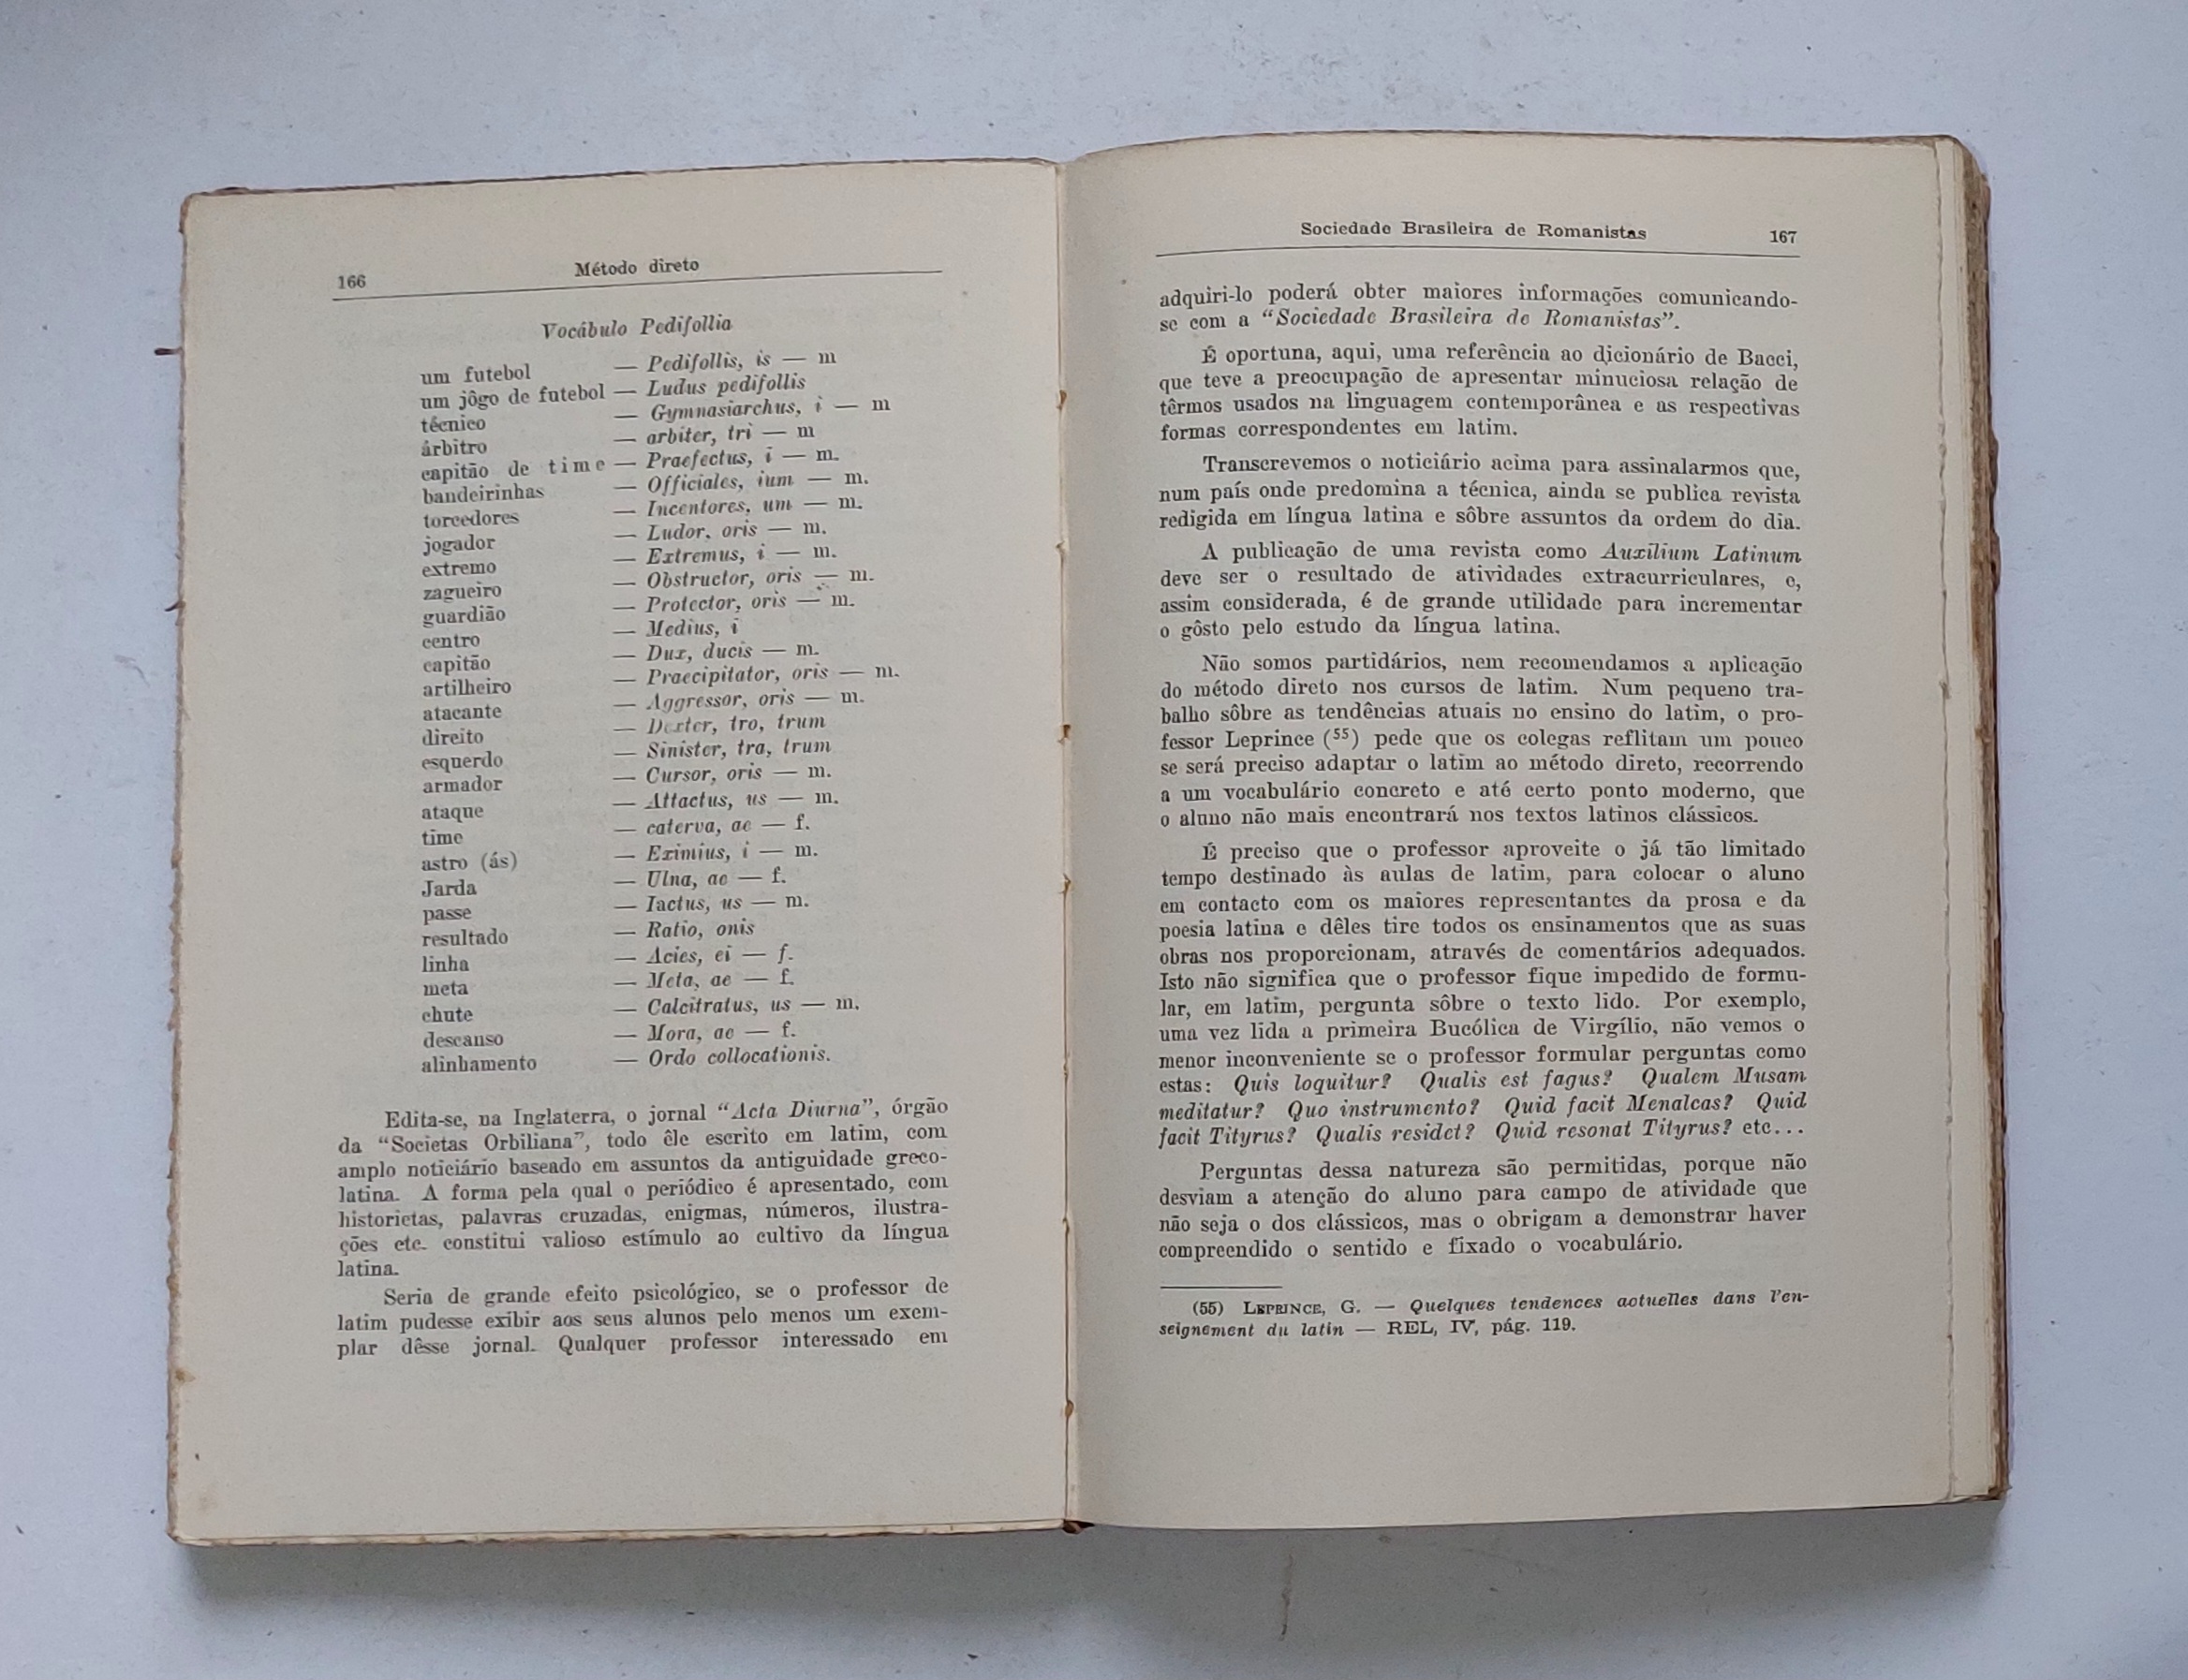 166
Método direto
Vocábulo Pedifollia
um futebol — Pedifollis, is — m
um jôgo de futebol — Ludus pedifollis
técnico — Gymnasiarchus, i — m
árbitro — arbiter, tri — m
capitão de time — Praefectus, i — m.
bandeirinhas — Officiales, ium — m.
torcedores — Incentores, um — m.
jogador — Ludor, oris — m.
extremo — Extremus, i — m.
zagueiro — Obstructor, oris — m.
guardião — Protector, oris — m.
centro — Medius, i
capitão — Dux, ducis — m.
artilheiro — Praecipitator, oris — m.
atacante — Aggressor, oris — m.
direito — Dexter, tro, trum
esquerdo — Sinister, tra, trum
armador — Cursor, oris — m.
ataque — Attactus, us — m.
time — caterva, ae — f.
astro (ás) — Eximius, i — m.
Jarda — Ulna, ae — f.
passe — Iactus, us — m.
resultado — Ratio, onis
linha — Acies, ei — f.
meta — Meta, ae — f.
chute — Calcitratus, us — m.
descanso — Mora, ae — f.
alinhamento — Ordo collocationis.
Edita-se, na Inglaterra, o jornal “Acta Diurna”, órgão
da “Societas Orbiliana”, todo êle escrito em latim, com
amplo noticiário baseado em assuntos da antiguidade greco-
latina. A forma pela qual o periódico é apresentado, com
historietas, palavras cruzadas, enigmas, números, ilustra-
ções etc. constitui valioso estímulo ao cultivo da língua
latina.
Seria de grande efeito psicológico, se o professor de
latim pudesse exibir aos seus alunos pelo menos um exem-
plar dêsse jornal. Qualquer professor interessado em
Sociedade Brasileira de Romanistas
167
adquiri-lo poderá obter maiores informações comunicando-
se com a “Sociedade Brasileira de Romanistas”.
É oportuna, aqui, uma referência ao dicionário de Bacci,
que teve a preocupação de apresentar minuciosa relação de
têrmos usados na linguagem contemporânea e as respectivas
formas correspondentes em latim.
Transcrevemos o noticiário acima para assinalarmos que,
num país onde predomina a técnica, ainda se publica revista
redigida em língua latina e sôbre assuntos da ordem do dia.
A publicação de uma revista como Auxilium Latinum
deve ser o resultado de atividades extracurriculares, e,
assim considerada, é de grande utilidade para incrementar
o gôsto pelo estudo da língua latina.
Não somos partidários, nem recomendamos a aplicação
do método direto nos cursos de latim. Num pequeno tra-
balho sôbre as tendências atuais no ensino do latim, o pro-
fessor Leprince (55) pede que os colegas reflitam um pouco
se será preciso adaptar o latim ao método direto, recorrendo
a um vocabulário concreto e até certo ponto moderno, que
o aluno não mais encontrará nos textos latinos clássicos.
É preciso que o professor aproveite o já tão limitado
tempo destinado às aulas de latim, para colocar o aluno
em contacto com os maiores representantes da prosa e da
poesia latina e dêles tire todos os ensinamentos que as suas
obras nos proporcionam, através de comentários adequados.
Isto não significa que o professor fique impedido de formu-
lar, em latim, pergunta sôbre o texto lido. Por exemplo,
uma vez lida a primeira Bucólica de Virgílio, não vemos o
menor inconveniente se o professor formular perguntas como
estas: Quis loquitur? Qualis est fagus? Qualem Musam
meditatur? Quo instrumento? Quid facit Menalcas? Quid
facit Tityrus? Qualis residet? Quid resonat Tityrus? etc...
Perguntas dessa natureza são permitidas, porque não
desviam a atenção do aluno para campo de atividade que
não seja o dos clássicos, mas o obrigam a demonstrar haver
compreendido o sentido e fixado o vocabulário.
(55) LEPRINCE, G. — Quelques tendences actuelles dans l’en-
seignement du latin — REL, IV, pág. 119.